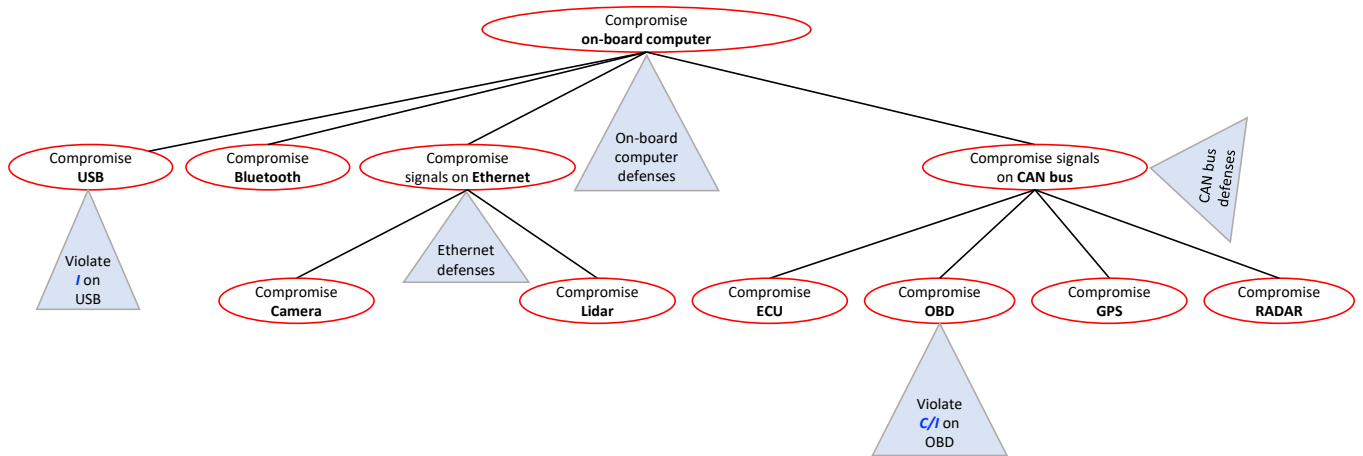 Compromise
on-board computer
Compromise
USB
Compromise
Bluetooth
Compromise
signals on Ethernet
On-board
computer
defenses
Compromise signals
on CAN bus
CAN bus
defenses
Violate
I on
USB
Ethernet
defenses
Compromise
Camera
Compromise
Lidar
Compromise
ECU
Compromise
OBD
Compromise
GPS
Compromise
RADAR
Violate
C/I on
OBD